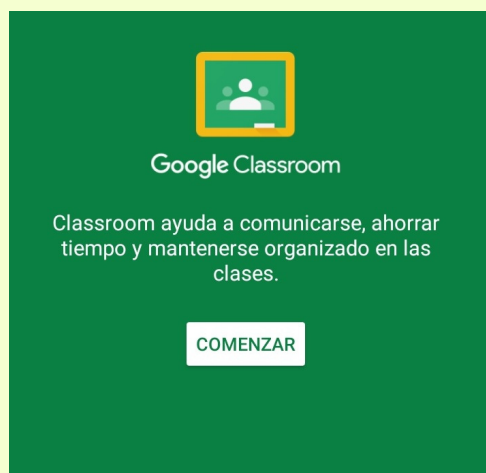 Google Classroom
Classroom ayuda a comunicarse, ahorrar
tiempo y mantenerse organizado en las
clases.
COMENZAR